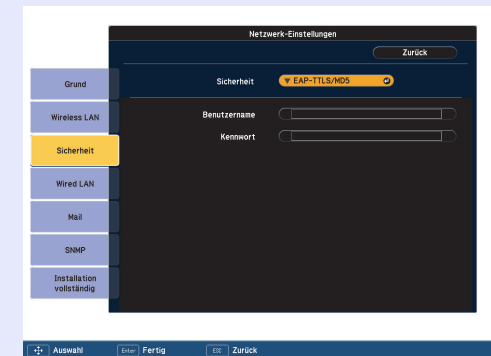 Netzwerk-Einstellungen
Zurück
Grund
Sicherheit
EAP-TTLS/MD5
Wireless LAN
Benutzername
Kennwort
Sicherheit
Wired LAN
Mail
SNMP
Installation
vollständig
Auswahl
Enter Fertig
ESC Zurück